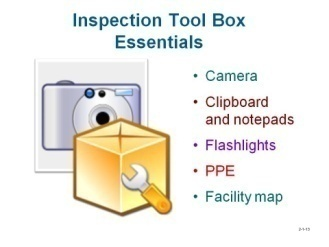 Inspection Tool Box
Essentials
• Camera
• Clipboard
and notepads
• Flashlights
• PPE
• Facility map